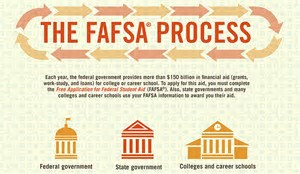 THE FAFSA® PROCESS
Each year, the federal government provides more than $150 billion in financial aid (grants,
work-study, and loans) for college or career school. To apply for this aid, you must complete
the Free Application for Federal Student Aid (FAFSA®). Also, state governments and many
colleges and career schools use your FAFSA information to award you their aid.
Federal government
State government
Colleges and career schools